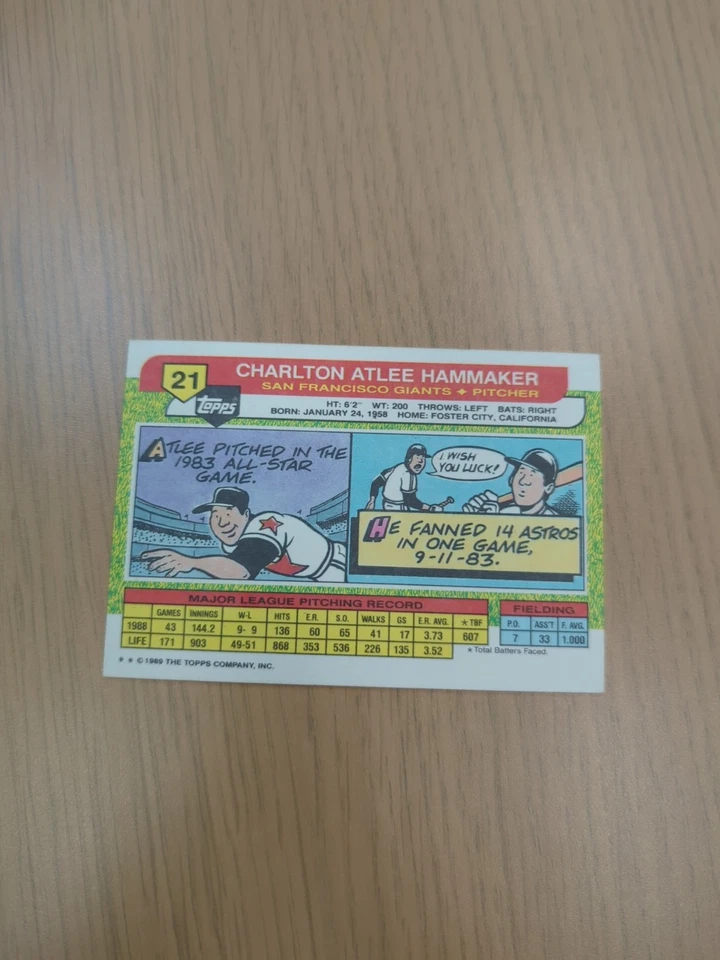 21
topps
CHARLTON ATLEE HAMMAKER
SAN FRANCISCO GIANTS ✦ PITCHER
HT: 6'2" WT: 200 THROWS: LEFT BATS: RIGHT
BORN: JANUARY 24, 1958 HOME: FOSTER CITY, CALIFORNIA
ATLEE PITCHED IN THE
1983 ALL-STAR
GAME.
I WISH
YOU LUCK!
HE FANNED 14 ASTROS
IN ONE GAME,
9-11-83.
MAJOR LEAGUE PITCHING RECORD
GAMES INNINGS W-L HITS E.R. S.O. WALKS GS E.R. AVG. ★ TBF
1988 43 144.2 9- 9 136 60 65 41 17 3.73 607
LIFE 171 903 49-51 868 353 536 226 135 3.52
FIELDING
P.O. ASS'T F. AVG.
7 33 1.000
★Total Batters Faced.
★ ★ © 1989 THE TOPPS COMPANY, INC.